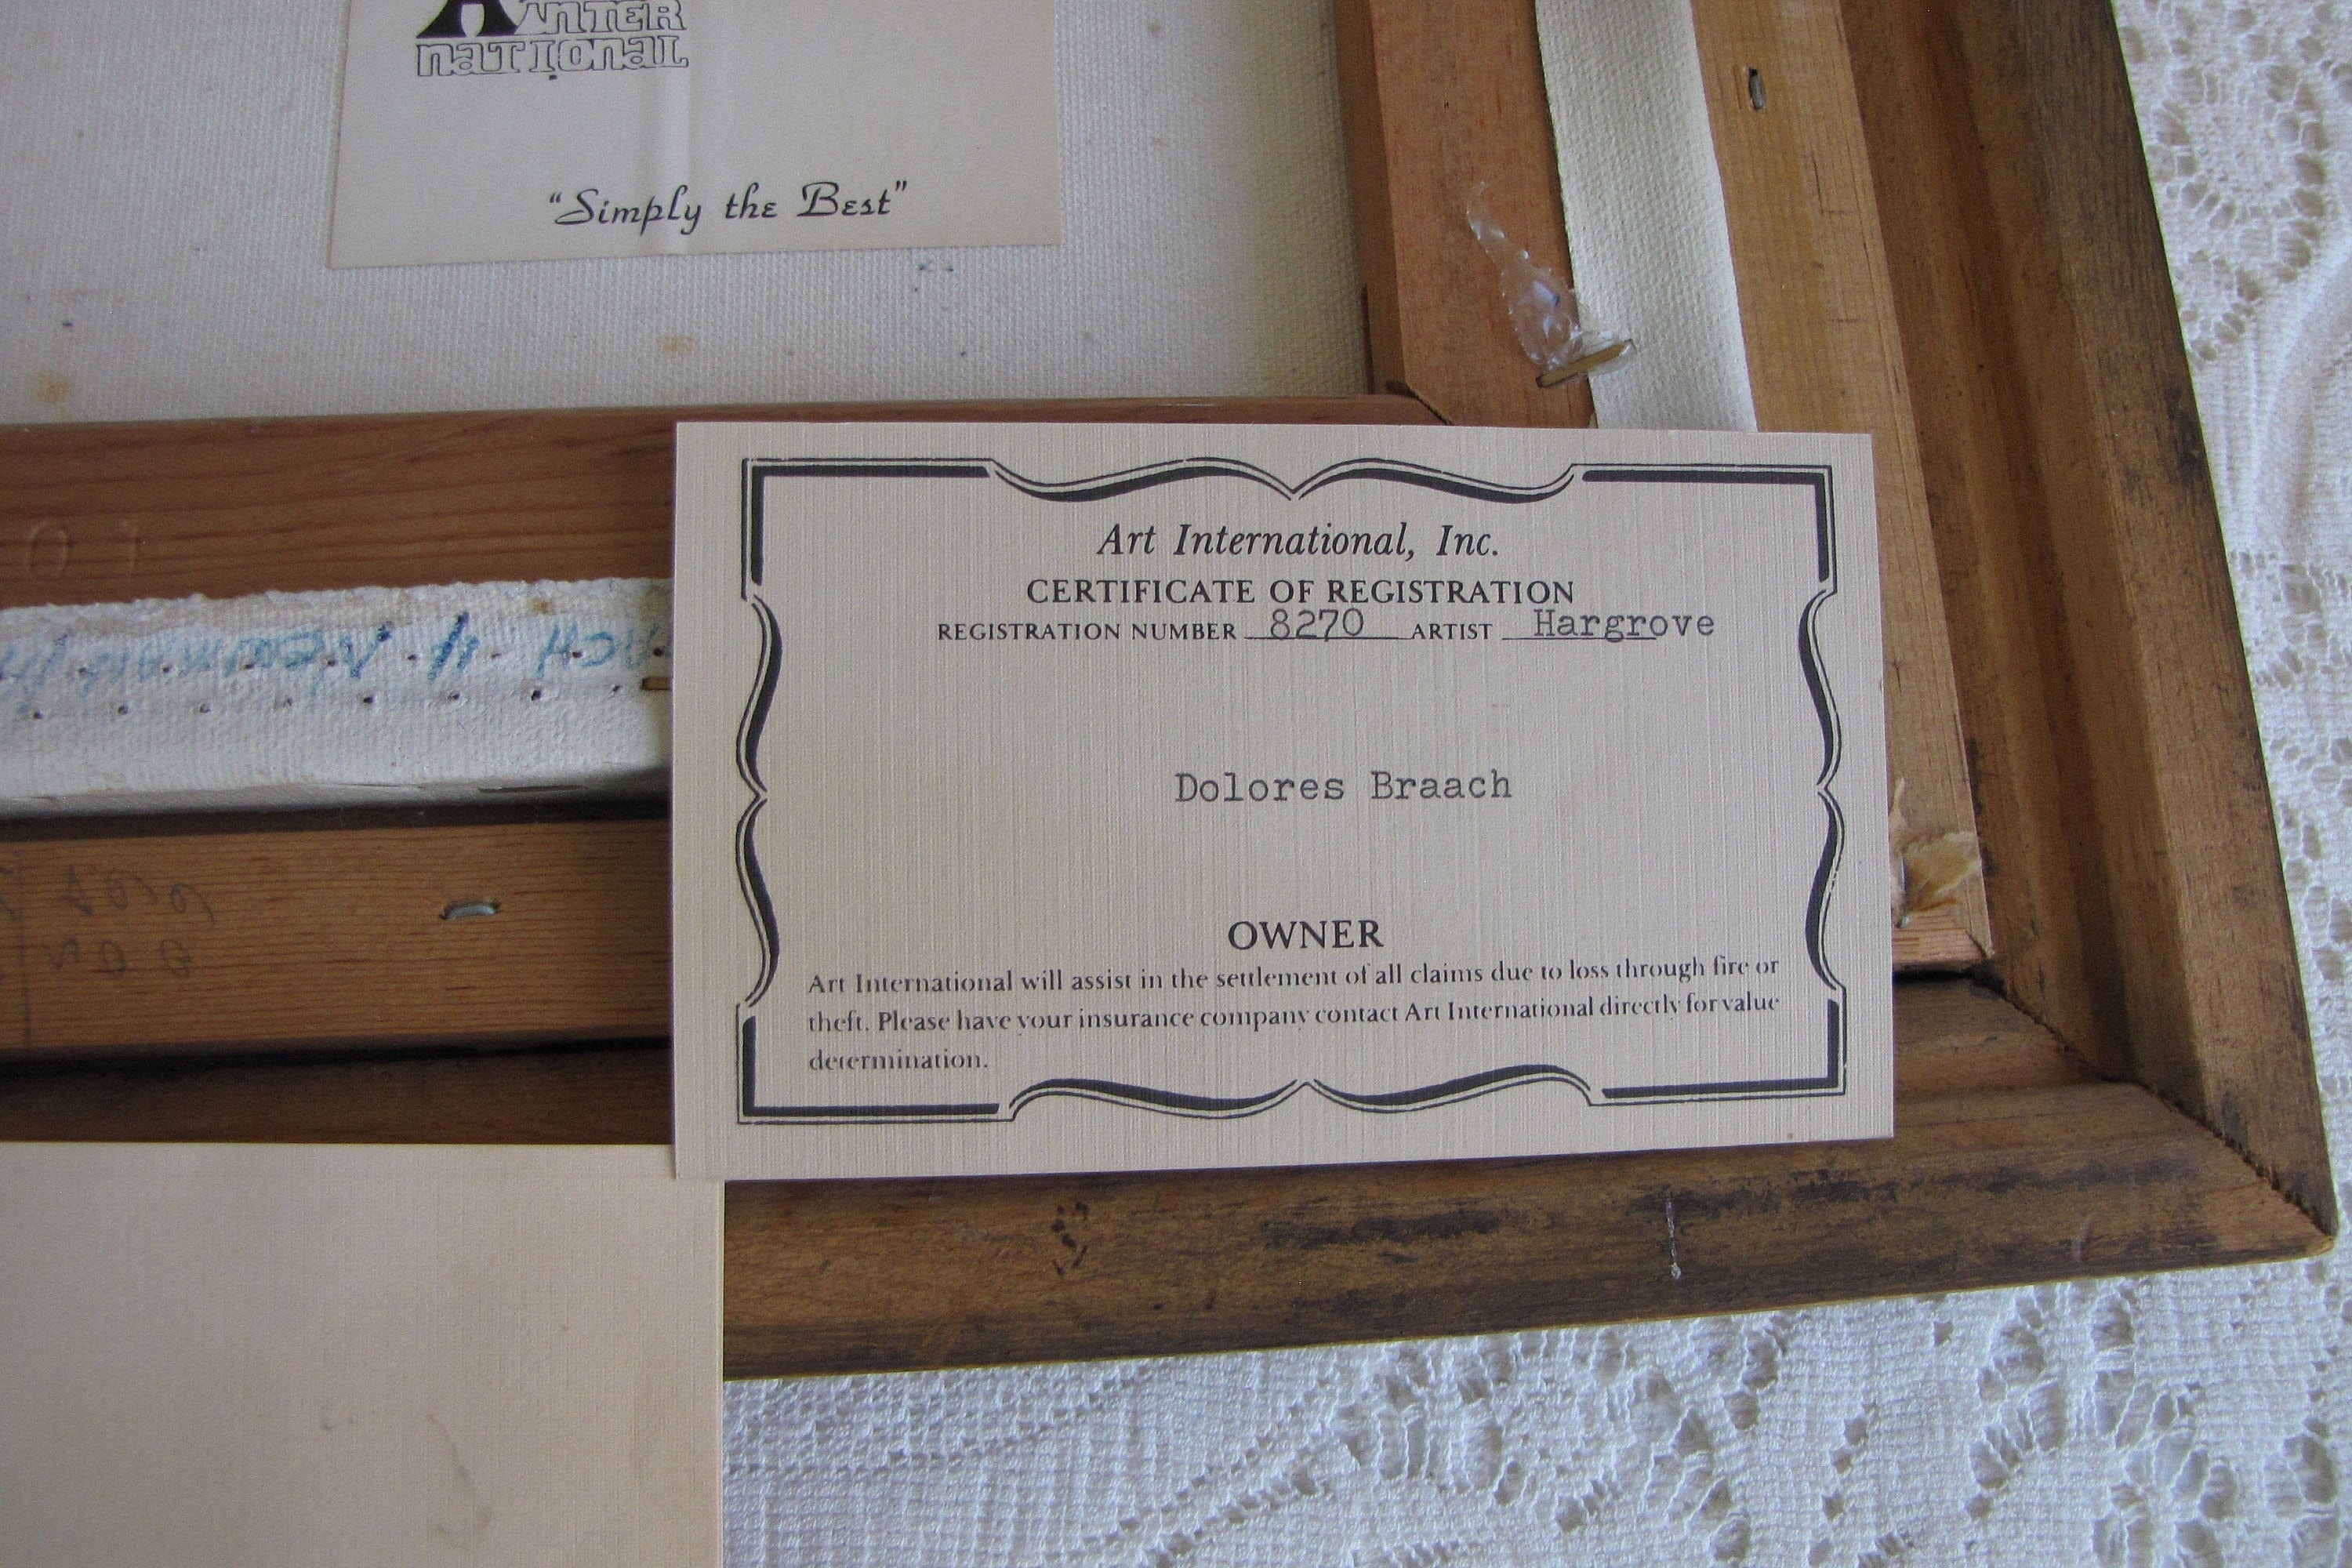 INTER
national
"Simply the Best"
Art International, Inc.
CERTIFICATE OF REGISTRATION
REGISTRATION NUMBER 8270 ARTIST Hargrove
Dolores Braach
OWNER
Art International will assist in the settlement of all claims due to loss through fire or
theft. Please have your insurance company contact Art International directly for value
determination.